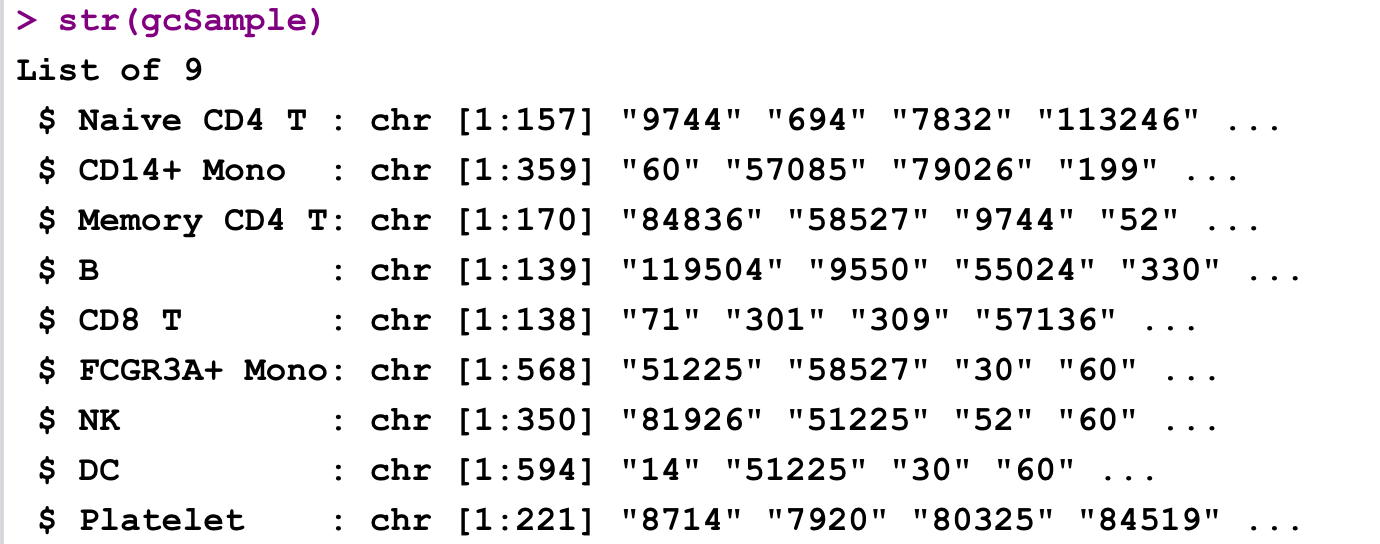 > str(gcSample)
List of 9
 $ Naive CD4 T : chr [1:157] "9744" "694" "7832" "113246" ...
 $ CD14+ Mono  : chr [1:359] "60" "57085" "79026" "199" ...
 $ Memory CD4 T: chr [1:170] "84836" "58527" "9744" "52" ...
 $ B           : chr [1:139] "119504" "9550" "55024" "330" ...
 $ CD8 T       : chr [1:138] "71" "301" "309" "57136" ...
 $ FCGR3A+ Mono: chr [1:568] "51225" "58527" "30" "60" ...
 $ NK          : chr [1:350] "81926" "51225" "52" "60" ...
 $ DC          : chr [1:594] "14" "51225" "30" "60" ...
 $ Platelet    : chr [1:221] "8714" "7920" "80325" "84519" ...